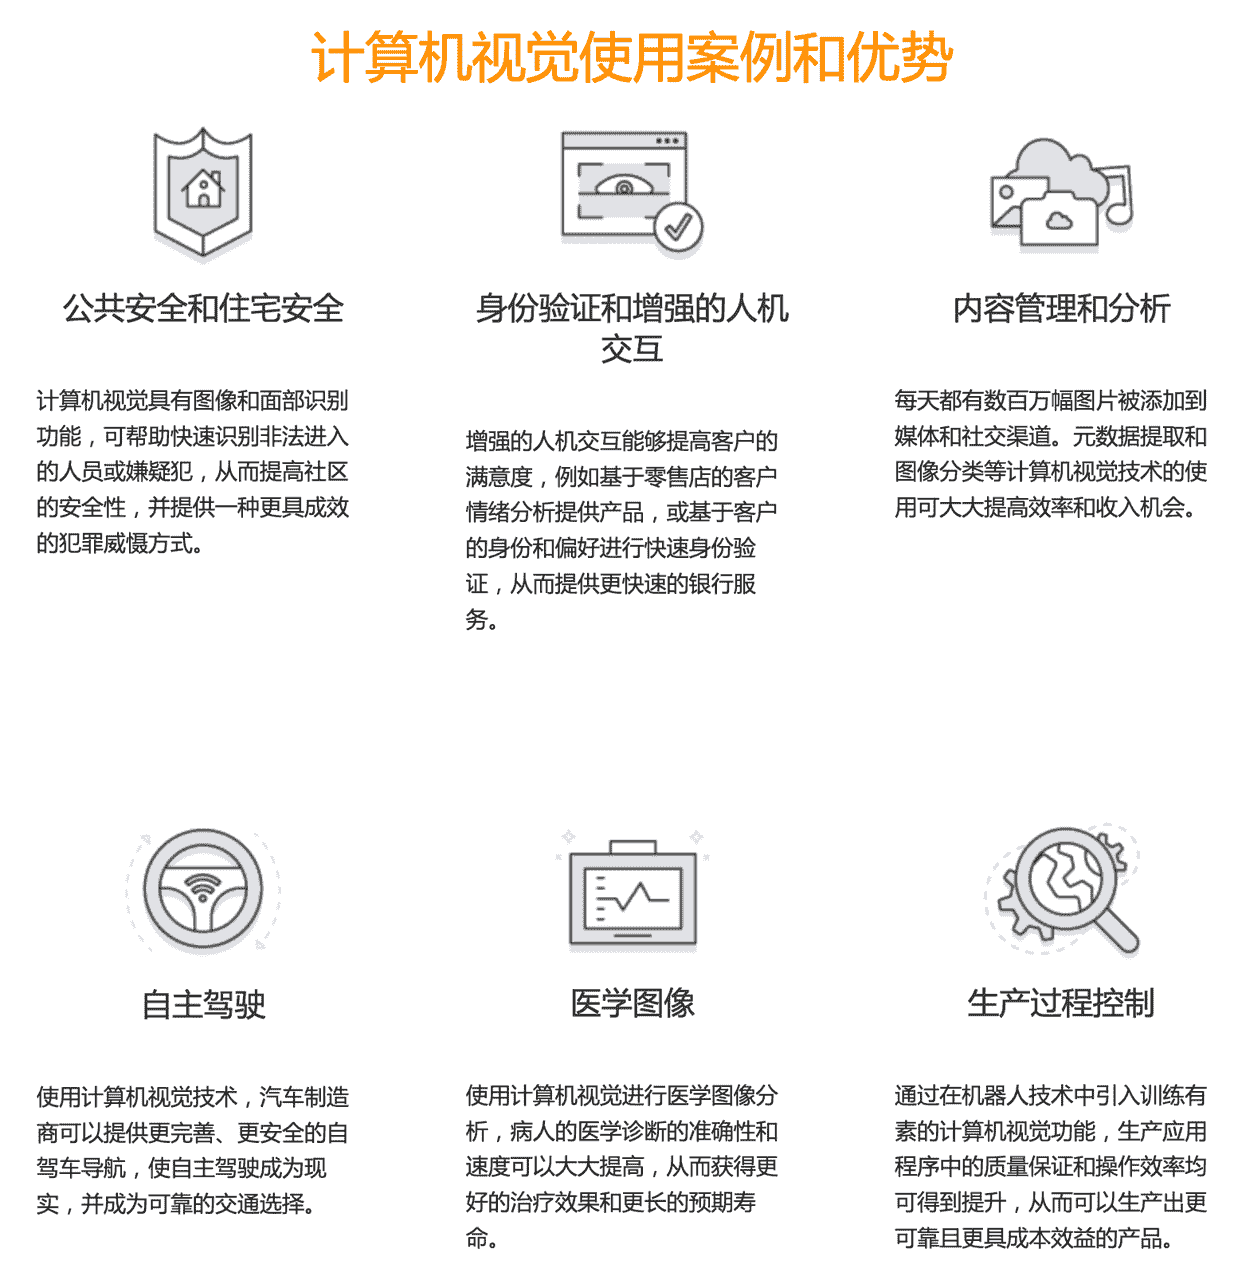 计算机视觉使用案例和优势
公共安全和住宅安全
计算机视觉具有图像和面部识别
功能，可帮助快速识别非法进入
的人员或嫌疑犯，从而提高社区
的安全性，并提供一种更具成效
的犯罪威慑方式。
身份验证和增强的人机
交互
增强的人机交互能够提高客户的
满意度，例如基于零售店的客户
情绪分析提供产品，或基于客户
的身份和偏好进行快速身份验
证，从而提供更快速的银行服
务。
内容管理和分析
每天都有数百万幅图片被添加到
媒体和社交渠道。元数据提取和
图像分类等计算机视觉技术的使
用可大大提高效率和收入机会。
自主驾驶
使用计算机视觉技术，汽车制造
商可以提供更完善、更安全的自
驾车导航，使自主驾驶成为现
实，并成为可靠的交通选择。
医学图像
使用计算机视觉进行医学图像分
析，病人的医学诊断的准确性和
速度可以大大提高，从而获得更
好的治疗效果和更长的预期寿
命。
生产过程控制
通过在机器人技术中引入训练有
素的计算机视觉功能，生产应用
程序中的质量保证和操作效率均
可得到提升，从而可以生产出更
可靠且更具成本效益的产品。